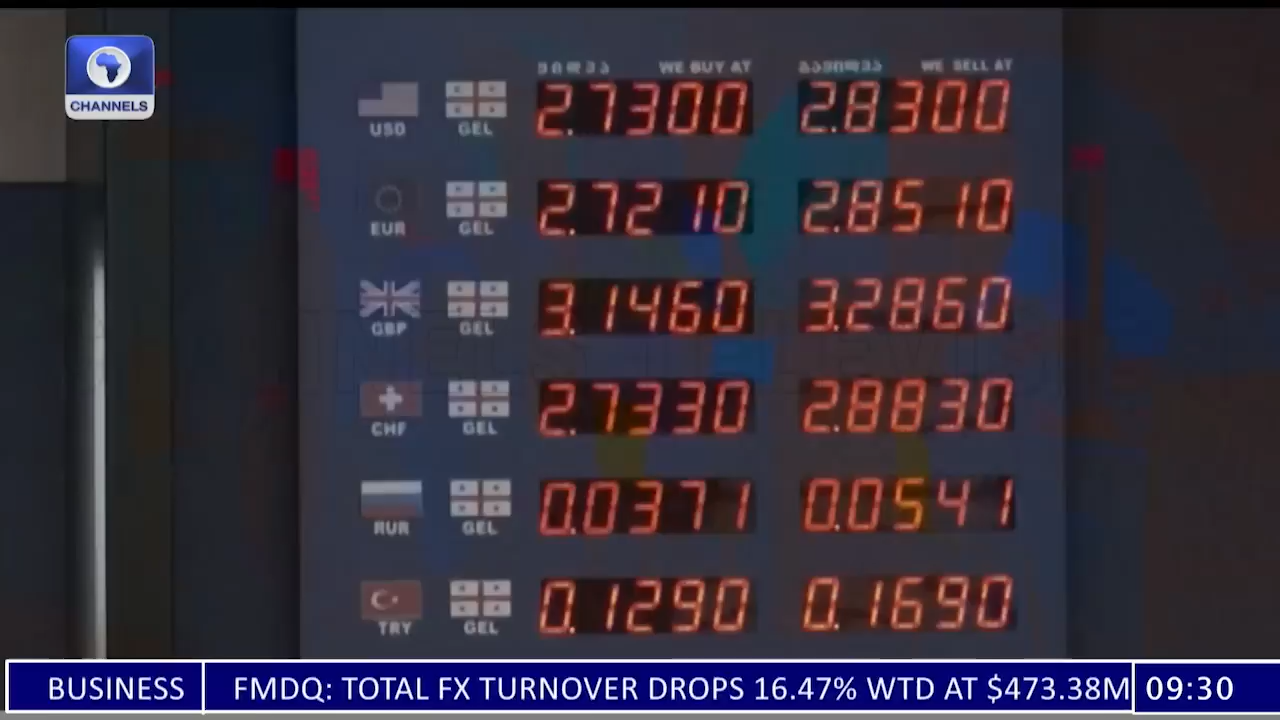 CHANNELS
ᲧᲘᲓᲕᲐ WE BUY AT გაყიდვა WE SELL AT
USD GEL 2.7300 2.8300
EUR GEL 2.7210 2.8510
GBP GEL 3.1460 3.2860
CHF GEL 2.7330 2.8830
RUR GEL 0.0371 0.0541
TRY GEL 0.1290 0.1690
BUSINESS FMDQ: TOTAL FX TURNOVER DROPS 16.47% WTD AT $473.38M 09:30